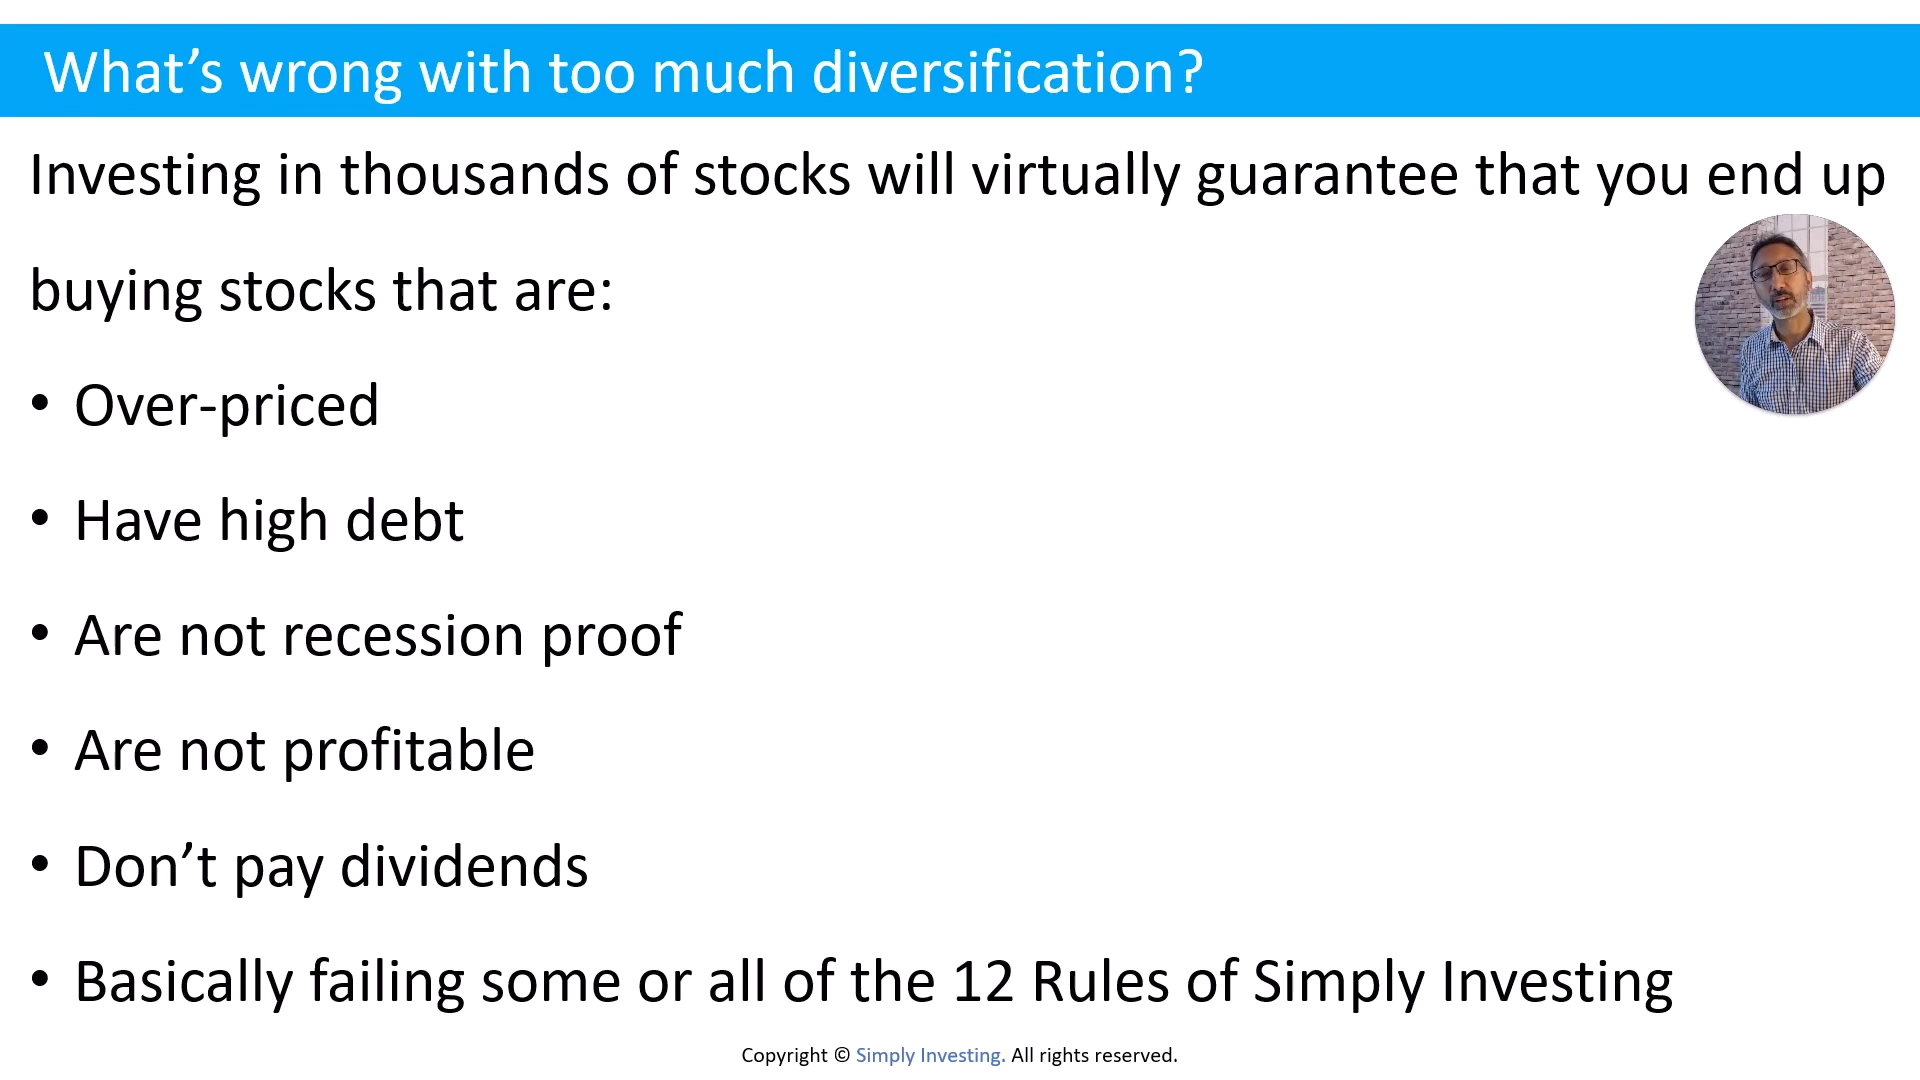 What’s wrong with too much diversification?
Investing in thousands of stocks will virtually guarantee that you end up
buying stocks that are:
• Over-priced
• Have high debt
• Are not recession proof
• Are not profitable
• Don’t pay dividends
• Basically failing some or all of the 12 Rules of Simply Investing
Copyright © Simply Investing. All rights reserved.